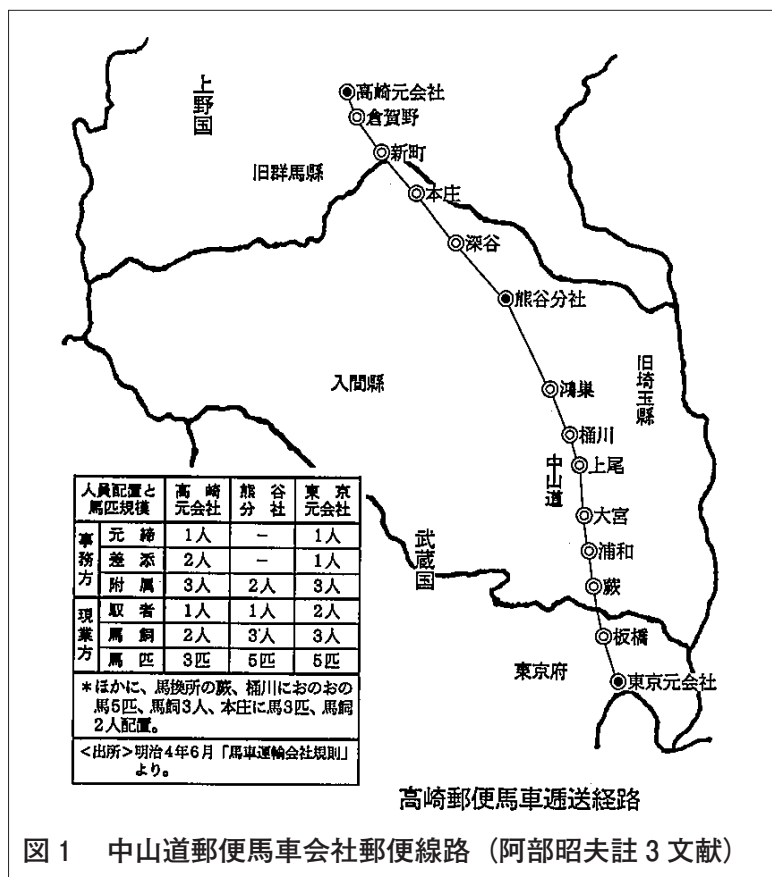 上野国
高崎元会社
倉賀野
新町
旧群馬縣
本庄
深谷
熊谷分社
入間縣
旧埼玉縣
鴻巣
桶川
上尾
中山道
大宮
浦和
武蔵国
蕨
板橋
東京府
東京元会社
人員配置と馬匹規模 高崎元会社 熊谷分社 東京元会社
事務方 元締 1人 － 1人
差添 2人 － 1人
附属 3人 2人 3人
現業方 馭者 1人 1人 2人
馬飼 2人 3人 3人
馬匹 3匹 5匹 5匹
＊ほかに、馬換所の蕨、桶川におのおの
馬5匹、馬飼3人、本庄に馬3匹、馬飼
2人配置。
＜出所＞明治4年6月「馬車運輸会社規則」
より。
高崎郵便馬車逓送経路
図1 中山道郵便馬車会社郵便線路（阿部昭夫註3文献）